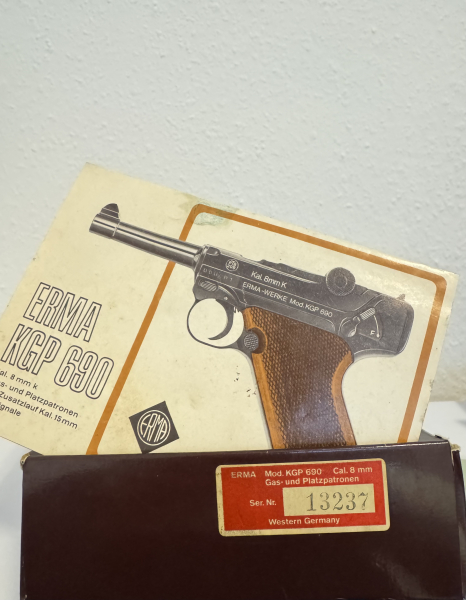 Kal. 8mm K
ERMA-WERKE Mod. KGP 690
F
ERMA
KGP 690
al. 8 mm k
s- und Platzpatronen
Zusatzlauf Kal. 15 mm
ignale
ERMA
ERMA Mod. KGP 690 Cal. 8 mm
Gas- und Platzpatronen
Ser. Nr. 13237
Western Germany